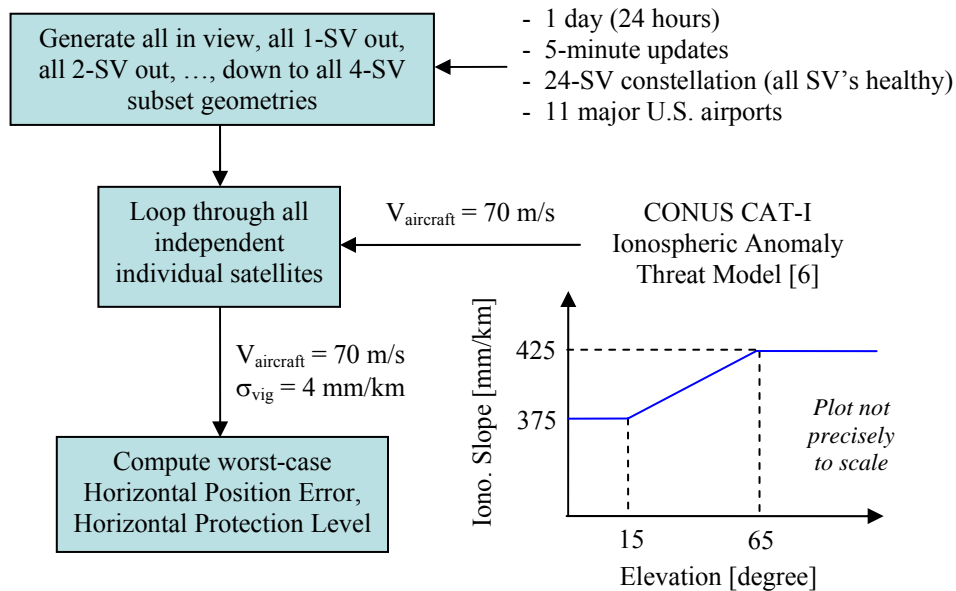 Generate all in view, all 1-SV out,
all 2-SV out, …, down to all 4-SV
subset geometries
- 1 day (24 hours)
- 5-minute updates
- 24-SV constellation (all SV's healthy)
- 11 major U.S. airports
Loop through all
independent
individual satellites
V_aircraft = 70 m/s
CONUS CAT-I
Ionospheric Anomaly
Threat Model [6]
V_aircraft = 70 m/s
σ_vig = 4 mm/km
Compute worst-case
Horizontal Position Error,
Horizontal Protection Level
Iono. Slope [mm/km]
425
375
Plot not
precisely
to scale
15
65
Elevation [degree]